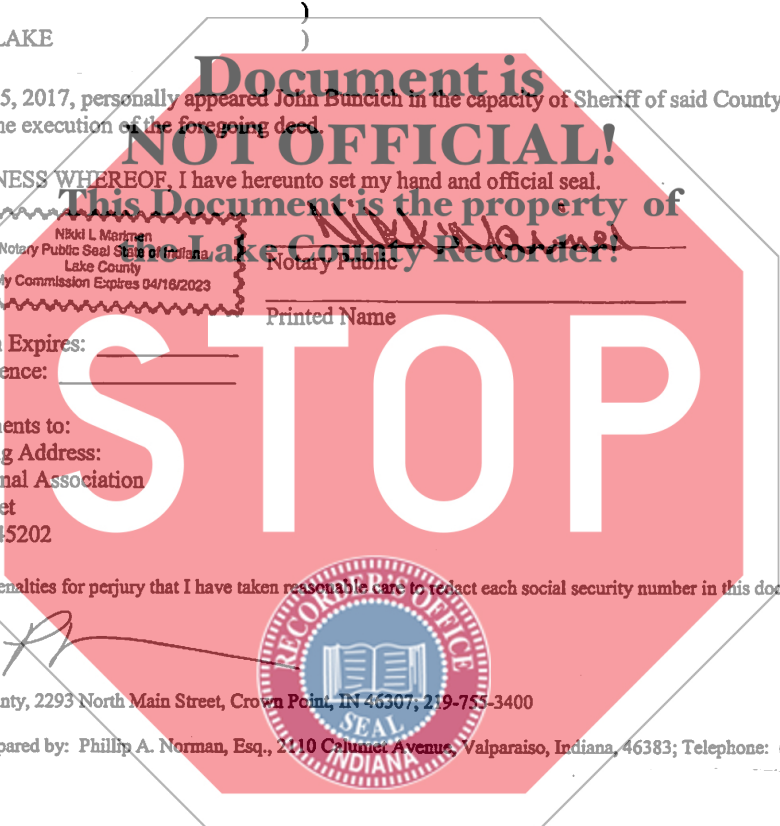 )
LAKE )
Document is
5, 2017, personally appeared John Buncich in the capacity of Sheriff of said County
he execution of the foregoing deed.
NOT OFFICIAL!
NESS WHEREOF, I have hereunto set my hand and official seal.
This Document is the property of
the Lake County Recorder!
Nikki L Marimen
Notary Public Seal State of Indiana
Lake County
y Commission Expires 04/16/2023
Notary Public
Printed Name
Expires:
ence:
STOP
ents to:
g Address:
nal Association
et
45202
enalties for perjury that I have taken reasonable care to redact each social security number in this doc
RECORDER'S OFFICE
SEAL
INDIANA
nty, 2293 North Main Street, Crown Point, IN 46307; 219-755-3400
pared by: Phillip A. Norman, Esq., 2110 Calumet Avenue, Valparaiso, Indiana, 46383; Telephone: